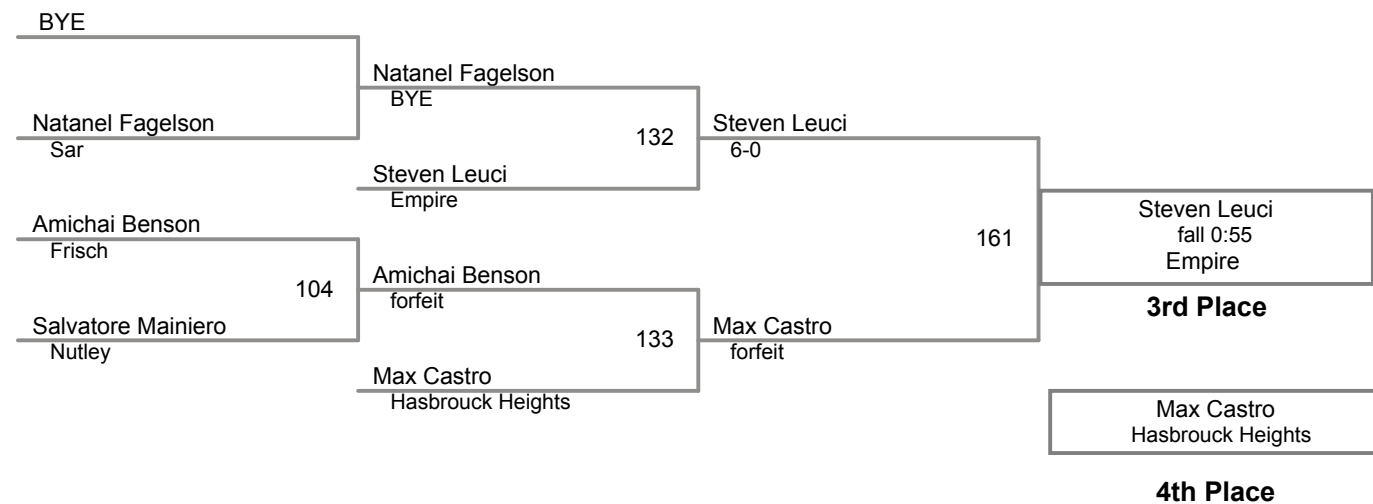 BYE
Natanel Fagelson
Sar
Amichai Benson
Frisch
104
Salvatore Mainiero
Nutley
Natanel Fagelson
BYE
132
Steven Leuci
Empire
Amichai Benson
forfeit
133
Max Castro
Hasbrouck Heights
Steven Leuci
6-0
161
Max Castro
forfeit
Steven Leuci
fall 0:55
Empire
3rd Place
Max Castro
Hasbrouck Heights
4th Place